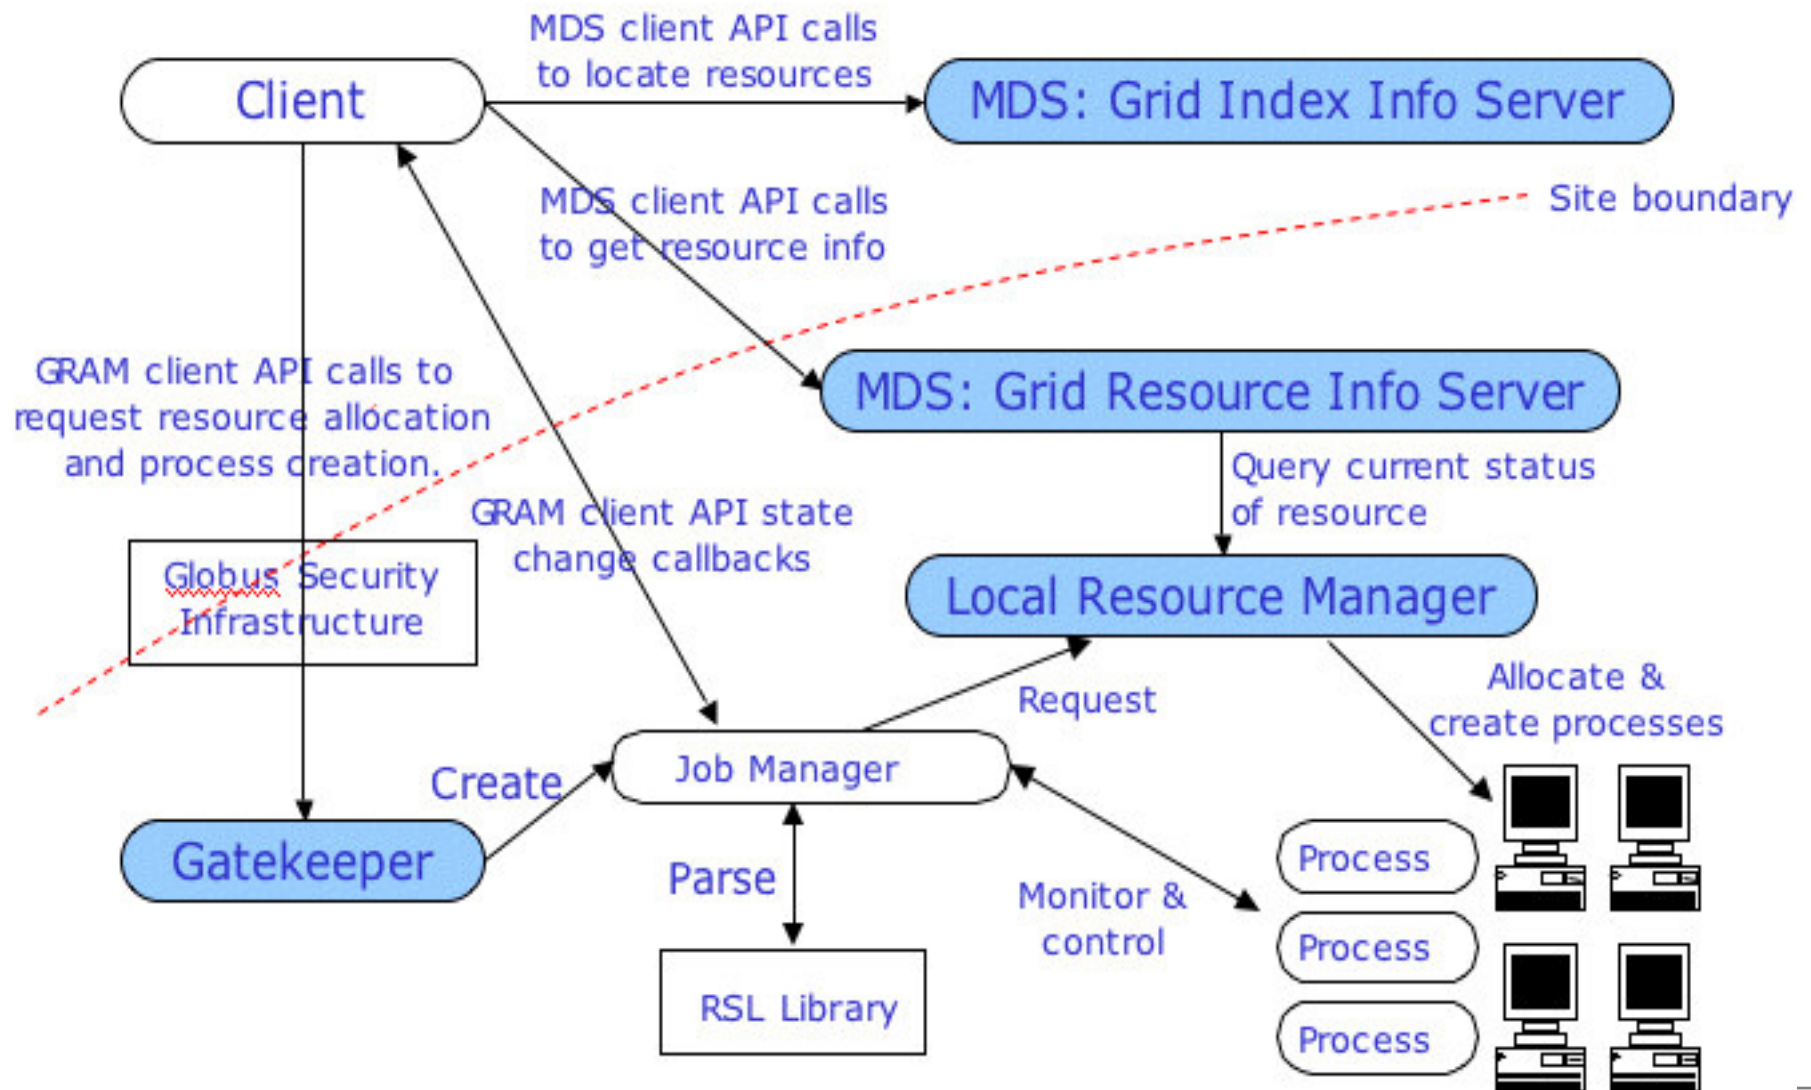 MDS client API calls
to locate resources
Client
MDS: Grid Index Info Server
MDS client API calls
to get resource info
Site boundary
GRAM client API calls to
request resource allocation
and process creation.
MDS: Grid Resource Info Server
Query current status
of resource
GRAM client API state
change callbacks
Globus Security
Infrastructure
Local Resource Manager
Request
Allocate &
create processes
Create
Job Manager
Gatekeeper
Parse
Monitor &
control
Process
Process
Process
RSL Library